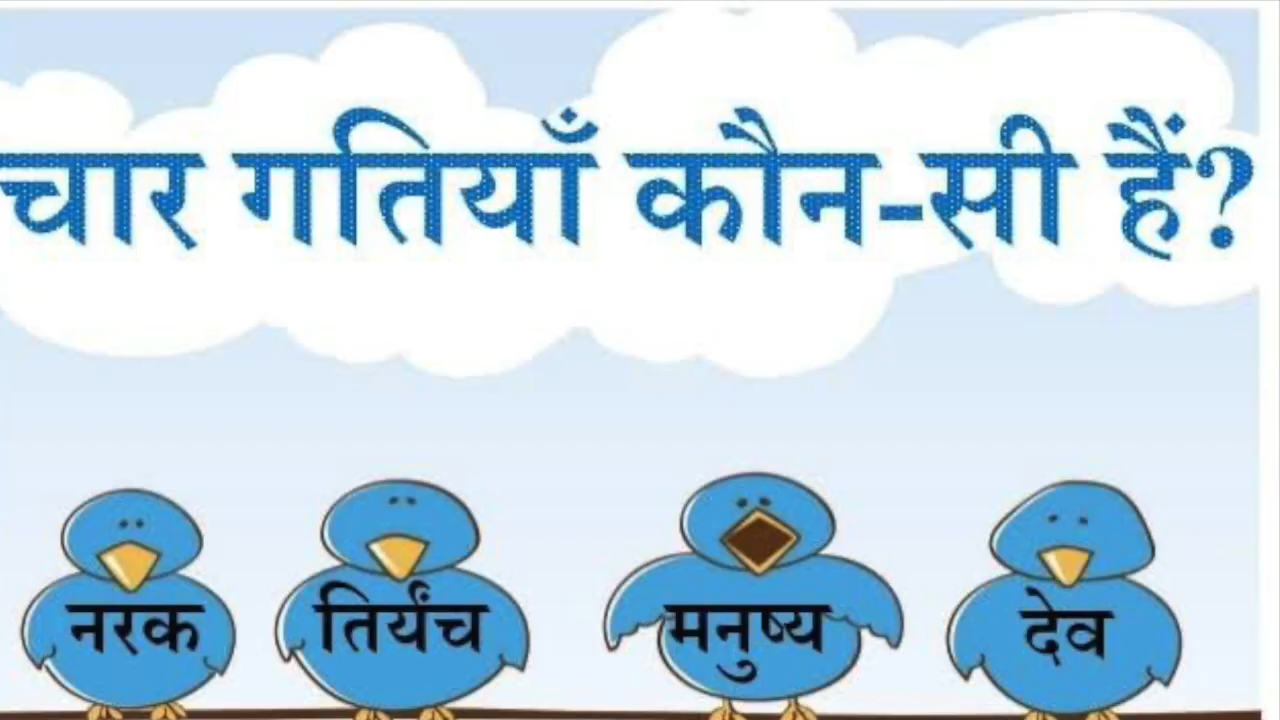 चार गतियाँ कौन-सी हैं?
नरक तिर्यंच मनुष्य देव